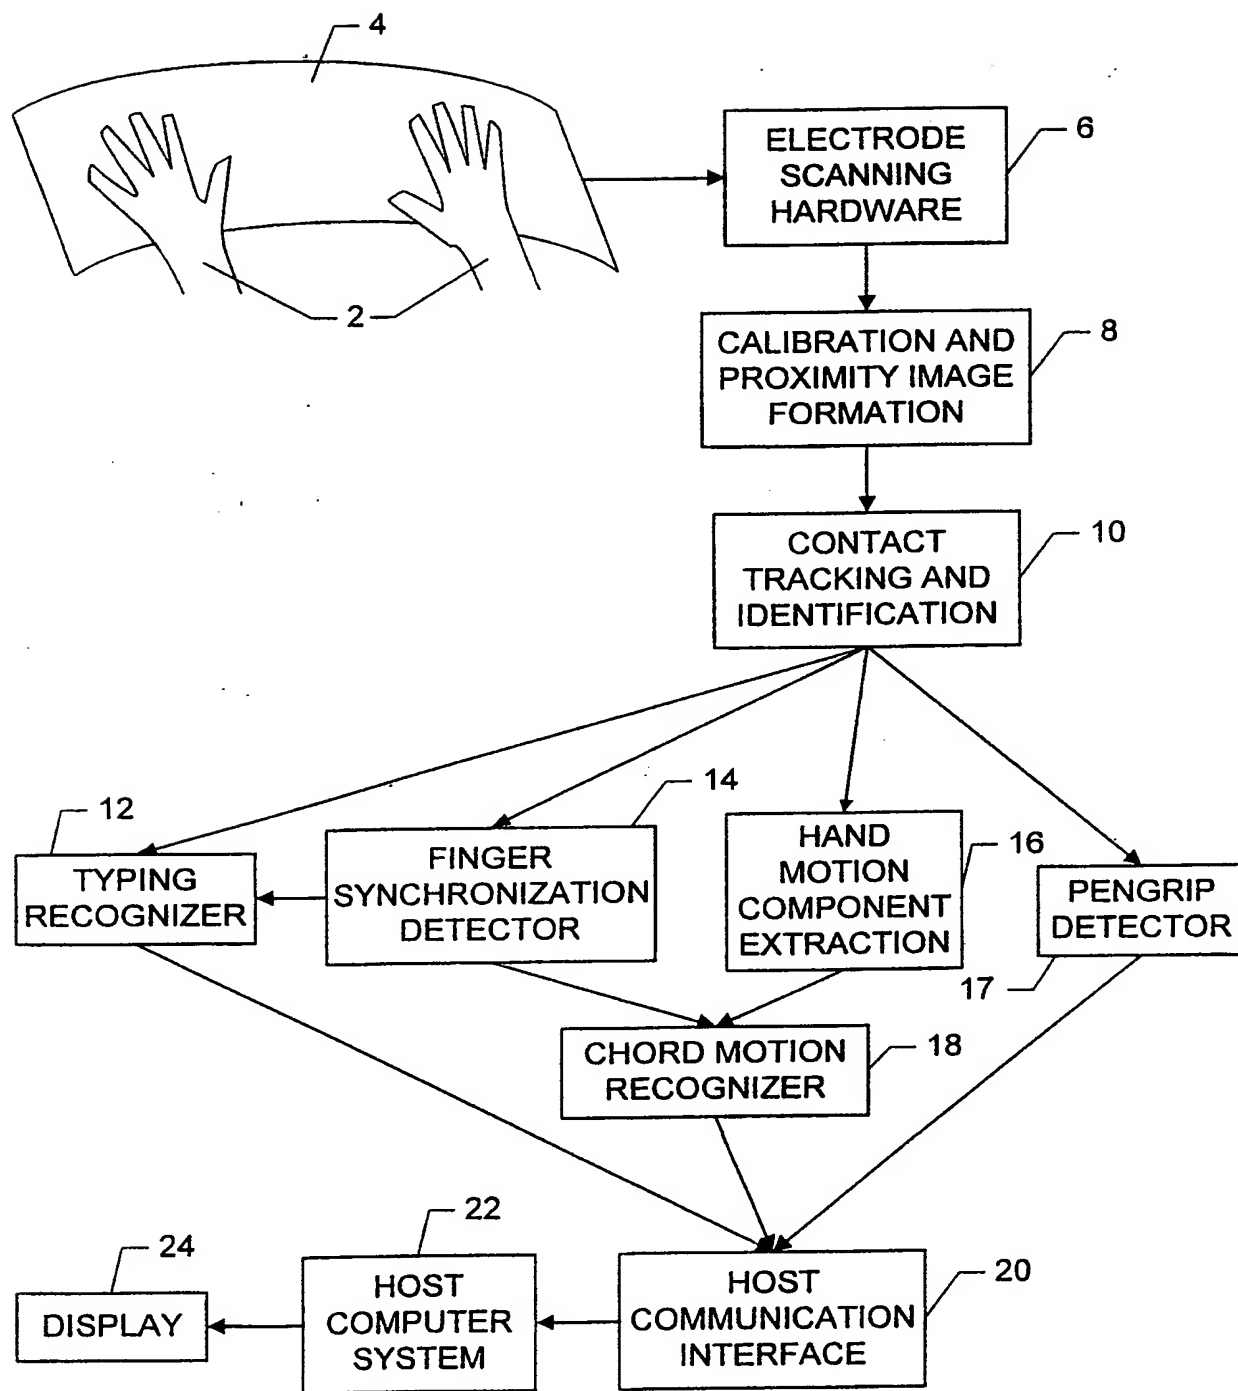 4
2
ELECTRODE
SCANNING
HARDWARE
6
CALIBRATION AND
PROXIMITY IMAGE
FORMATION
8
CONTACT
TRACKING AND
IDENTIFICATION
10
12
TYPING
RECOGNIZER
14
FINGER
SYNCHRONIZATION
DETECTOR
HAND
MOTION
COMPONENT
EXTRACTION
16
PENGRIP
DETECTOR
17
CHORD MOTION
RECOGNIZER
18
24
DISPLAY
22
HOST
COMPUTER
SYSTEM
HOST
COMMUNICATION
INTERFACE
20